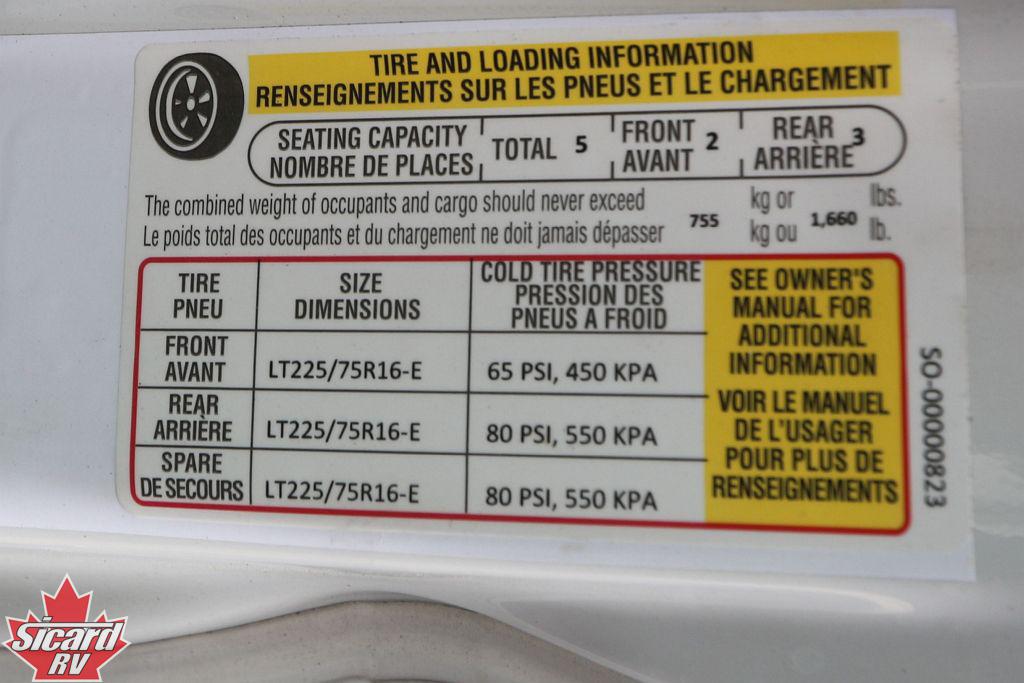 TIRE AND LOADING INFORMATION
RENSEIGNEMENTS SUR LES PNEUS ET LE CHARGEMENT
SEATING CAPACITY
NOMBRE DE PLACES
TOTAL 5
FRONT
AVANT 2
REAR
ARRIÈRE 3
The combined weight of occupants and cargo should never exceed
Le poids total des occupants et du chargement ne doit jamais dépasser
755
kg or
kg ou
1,660
lbs.
lb.
TIRE
PNEU
SIZE
DIMENSIONS
COLD TIRE PRESSURE
PRESSION DES
PNEUS A FROID
FRONT
AVANT
LT225/75R16-E
65 PSI, 450 KPA
REAR
ARRIÈRE
LT225/75R16-E
80 PSI, 550 KPA
SPARE
DE SECOURS
LT225/75R16-E
80 PSI, 550 KPA
SEE OWNER'S
MANUAL FOR
ADDITIONAL
INFORMATION
VOIR LE MANUEL
DE L'USAGER
POUR PLUS DE
RENSEIGNEMENTS
SO-00000823
Sicard
RV